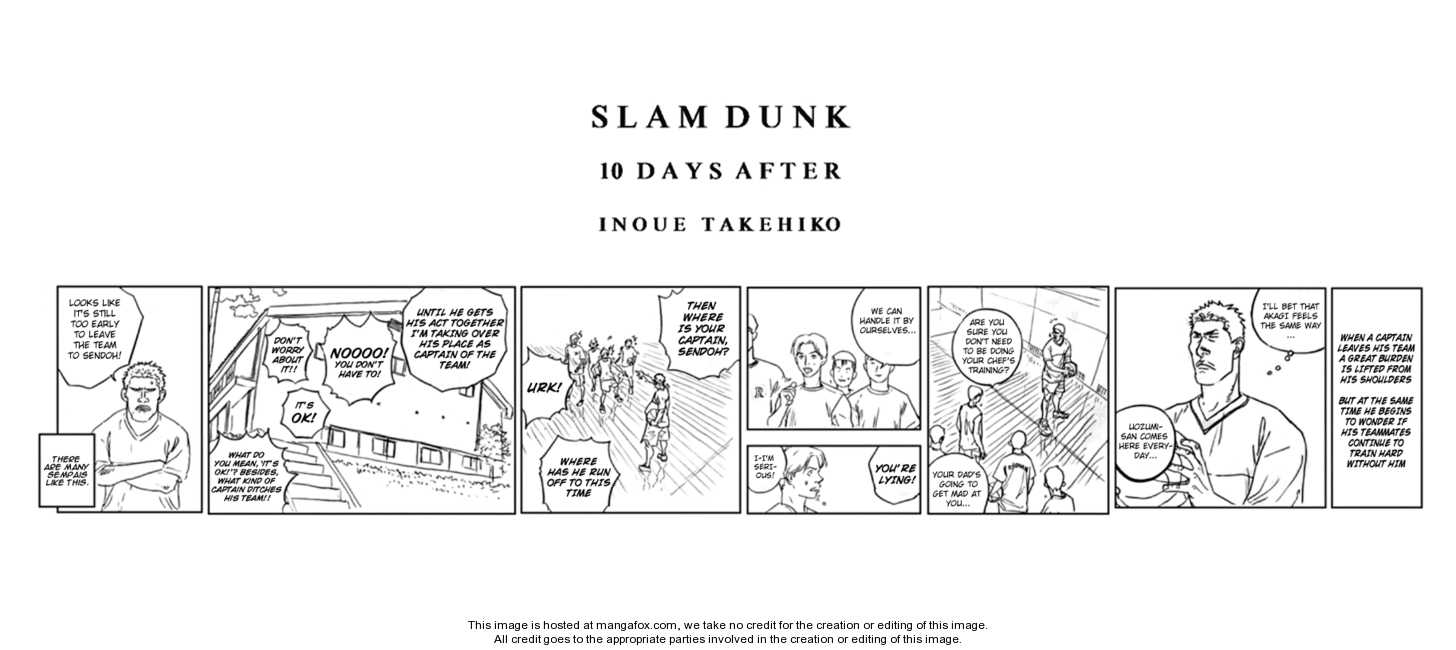 SLAM DUNK
10 DAYS AFTER
INOUE TAKEHIKO
WHEN A CAPTAIN
LEAVES HIS TEAM
A GREAT BURDEN
IS LIFTED FROM
HIS SHOULDERS
BUT AT THE SAME
TIME HE BEGINS
TO WONDER IF
HIS TEAMMATES
CONTINUE TO
TRAIN HARD
WITHOUT HIM
I'LL BET THAT
AKAGI FEELS
THE SAME WAY
...
UOZUMI-
SAN COMES
HERE EVERY-
DAY...
ARE YOU
SURE YOU
DON'T NEED
TO BE DOING
YOUR CHEF'S
TRAINING?
YOUR DAD'S
GOING TO
GET MAD AT
YOU...
WE CAN
HANDLE IT BY
OURSELVES...
R
YOU'RE
LYING!
I-I'M
SERI-
OUS!
THEN
WHERE
IS YOUR
CAPTAIN,
SENDOH?
URK!
WHERE
HAS HE RUN
OFF TO THIS
TIME
UNTIL HE GETS
HIS ACT TOGETHER
I'M TAKING OVER
HIS PLACE AS
CAPTAIN OF THE
TEAM!
NOOOO!
YOU DON'T
HAVE TO!
DON'T
WORRY
ABOUT
IT!!
IT'S
OK!
WHAT DO
YOU MEAN, 'IT'S
OK!'? BESIDES,
WHAT KIND OF
CAPTAIN DITCHES
HIS TEAM!!
LOOKS LIKE
IT'S STILL
TOO EARLY
TO LEAVE
THE TEAM
TO SENDOH!
THERE
ARE MANY
SEMPAIS
LIKE THIS.
This image is hosted at mangafox.com, we take no credit for the creation or editing of this image.
All credit goes to the appropriate parties involved in the creation or editing of this image.